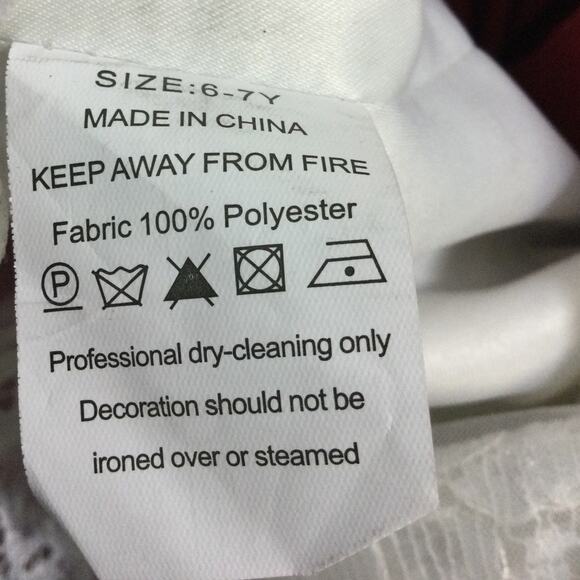 SIZE:6-7Y
MADE IN CHINA
KEEP AWAY FROM FIRE
Fabric 100% Polyester
P
Professional dry-cleaning only
Decoration should not be
ironed over or steamed